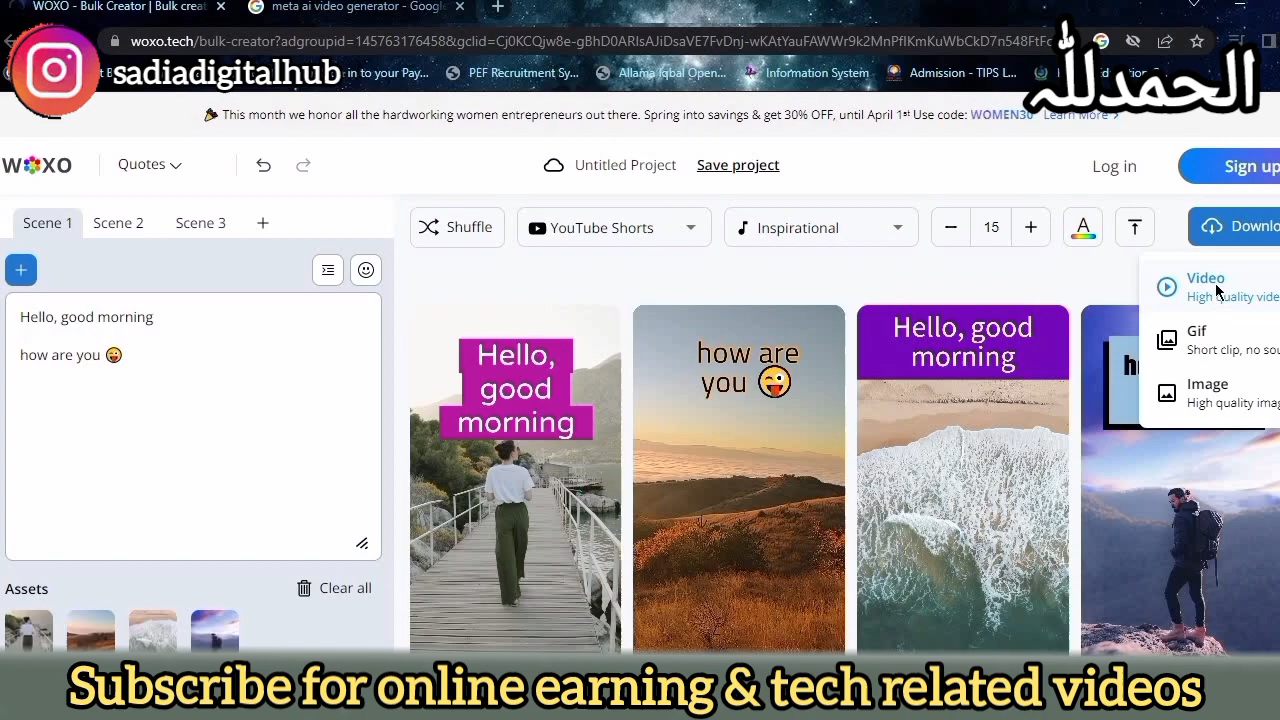 WOXO - Bulk Creator | Bulk creat
meta ai video generator - Google
woxo.tech/bulk-creator?adgroupid=145763176458&gclid=Cj0KCQjw8e-gBhD0ARIsAJiDsaVE7FvDnj-wKAtYauFAWWr9k2MnPflKmKuWbCkD7n548FtFc
sadiadigitalhub
in to your Pay...
PEF Recruitment Sy...
Allama Iqbal Open...
Information System
Admission - TIPS L...
الحمدللہ
🎉 This month we honor all the hardworking women entrepreneurs out there. Spring into savings & get 30% OFF, until April 1st Use code: WOMEN30 Learn More >
WOXO
Quotes
Untitled Project
Save project
Log in
Sign up
Scene 1
Scene 2
Scene 3
+
Shuffle
YouTube Shorts
Inspirational
− 15 +
A
Downlo
Video
High quality vide
Gif
Short clip, no sou
Image
High quality imag
+
Hello, good morning
how are you 😜
Hello,
good
morning
how are
you 😜
Hello, good
morning
h
Assets
Clear all
Subscribe for online earning & tech related videos